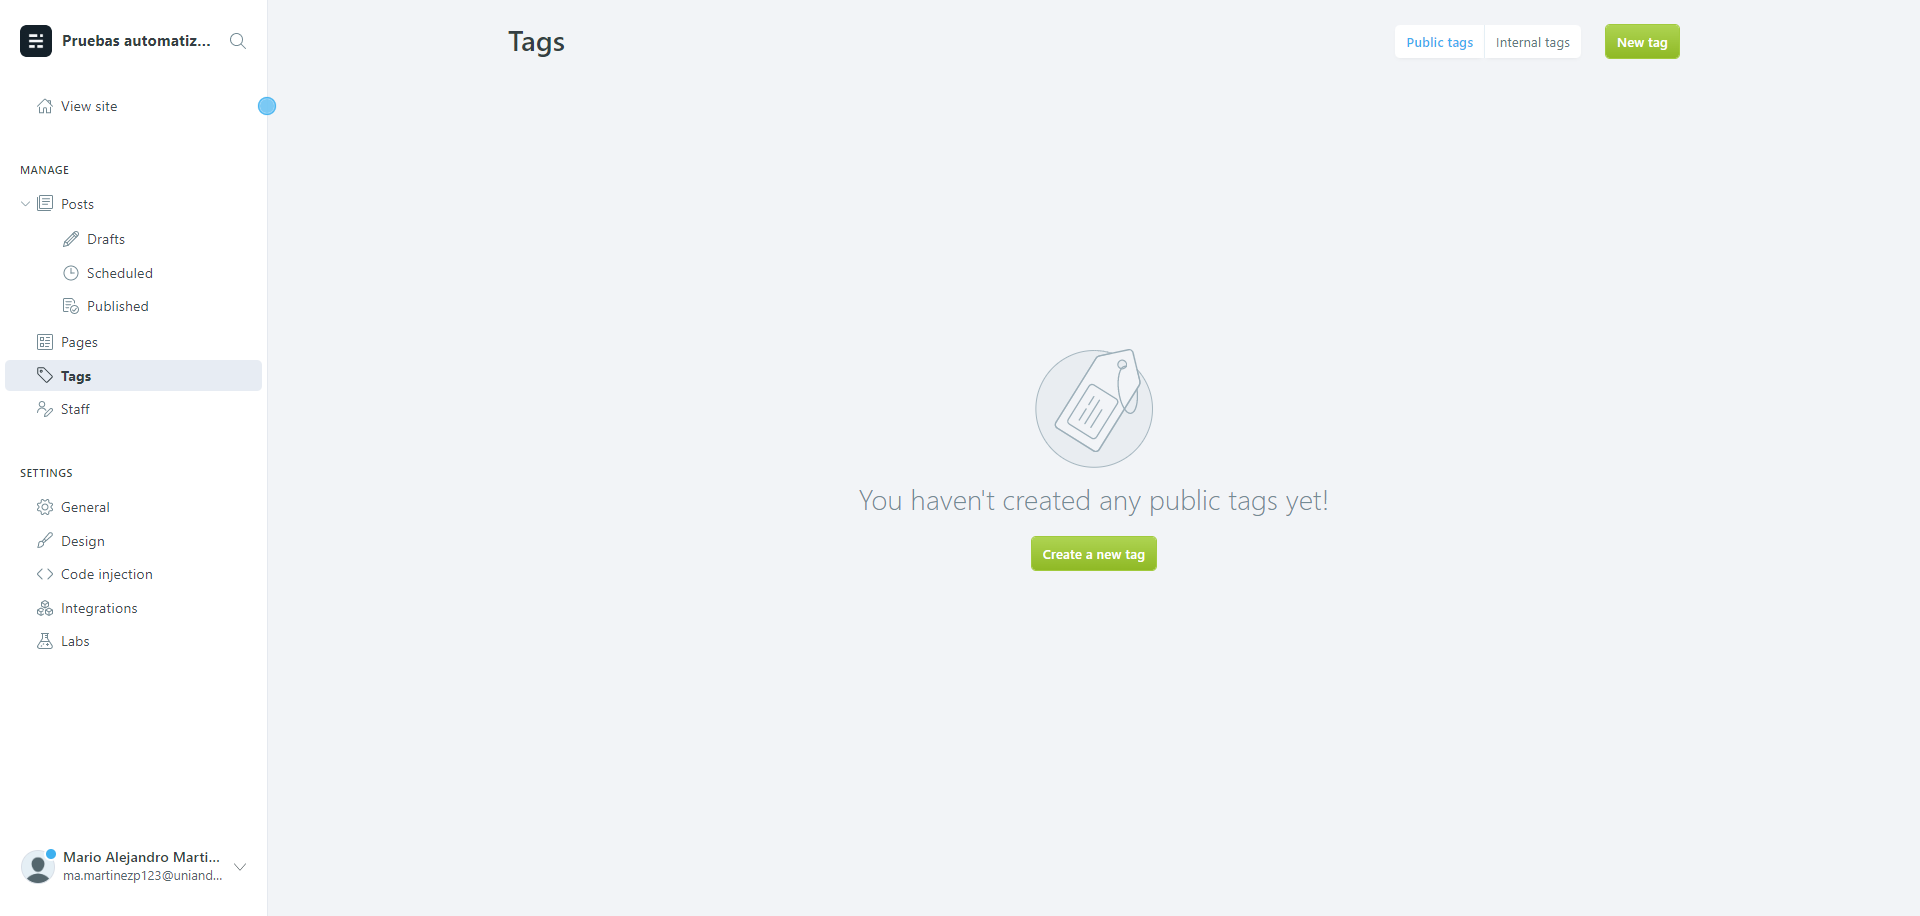 Pruebas automatiz...
View site
MANAGE
Posts
Drafts
Scheduled
Published
Pages
Tags
Staff
SETTINGS
General
Design
Code injection
Integrations
Labs
Mario Alejandro Marti...
ma.martinezp123@uniand...
Tags
Public tags
Internal tags
New tag
You haven't created any public tags yet!
Create a new tag